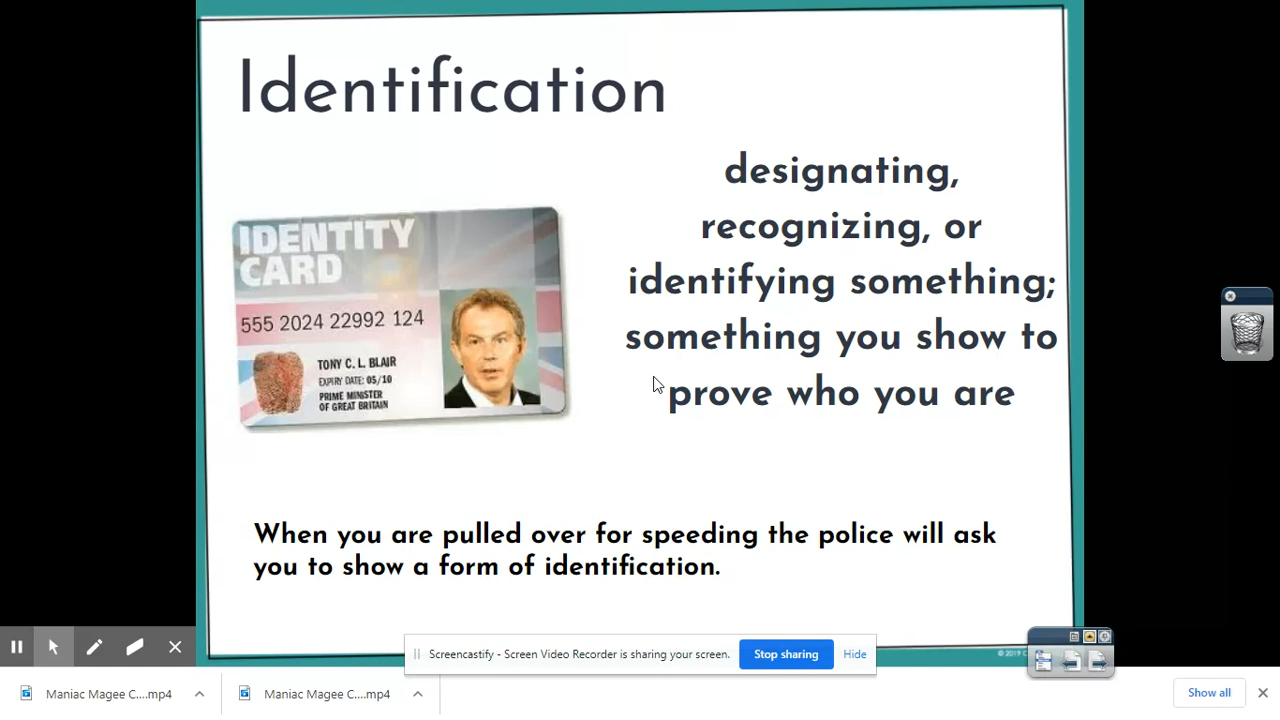 Identification
designating,
recognizing, or
identifying something;
something you show to
prove who you are
IDENTITY
CARD
555 2024 22992 124
TONY C. L. BLAIR
EXPIRY DATE: 05/10
PRIME MINISTER
OF GREAT BRITAIN
When you are pulled over for speeding the police will ask
you to show a form of identification.
© 2019 C
Screencastify - Screen Video Recorder is sharing your screen.
Stop sharing
Hide
Maniac Magee C....mp4
Maniac Magee C....mp4
Show all